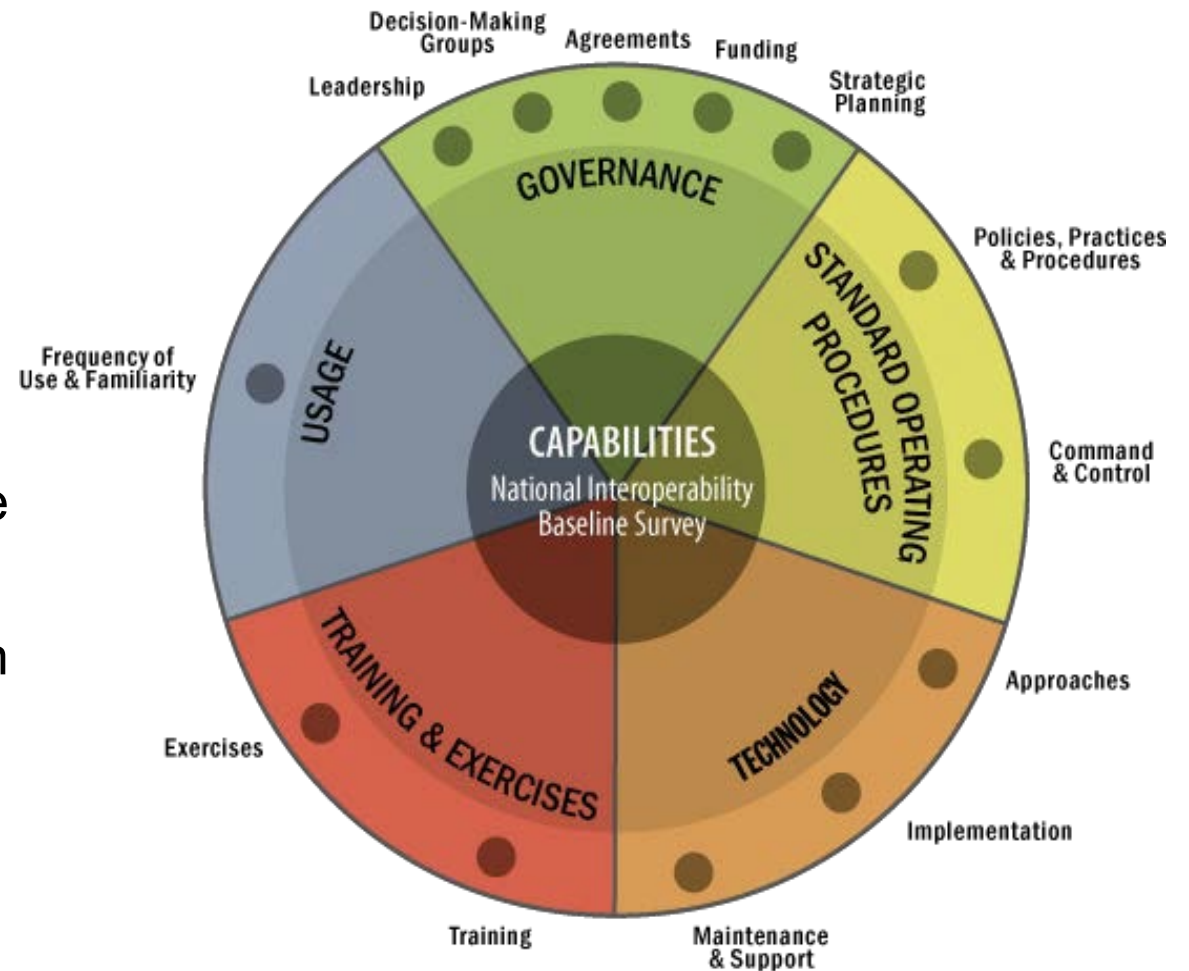 Decision-Making
Groups
Agreements
Funding
Leadership
Strategic
Planning
GOVERNANCE
Policies, Practices
& Procedures
STANDARD OPERATING
PROCEDURES
Frequency of
Use & Familiarity
USAGE
CAPABILITIES
National Interoperability
Baseline Survey
Command
& Control
e
n
TRAINING & EXERCISES
TECHNOLOGY
Approaches
Exercises
Implementation
Training
Maintenance
& Support